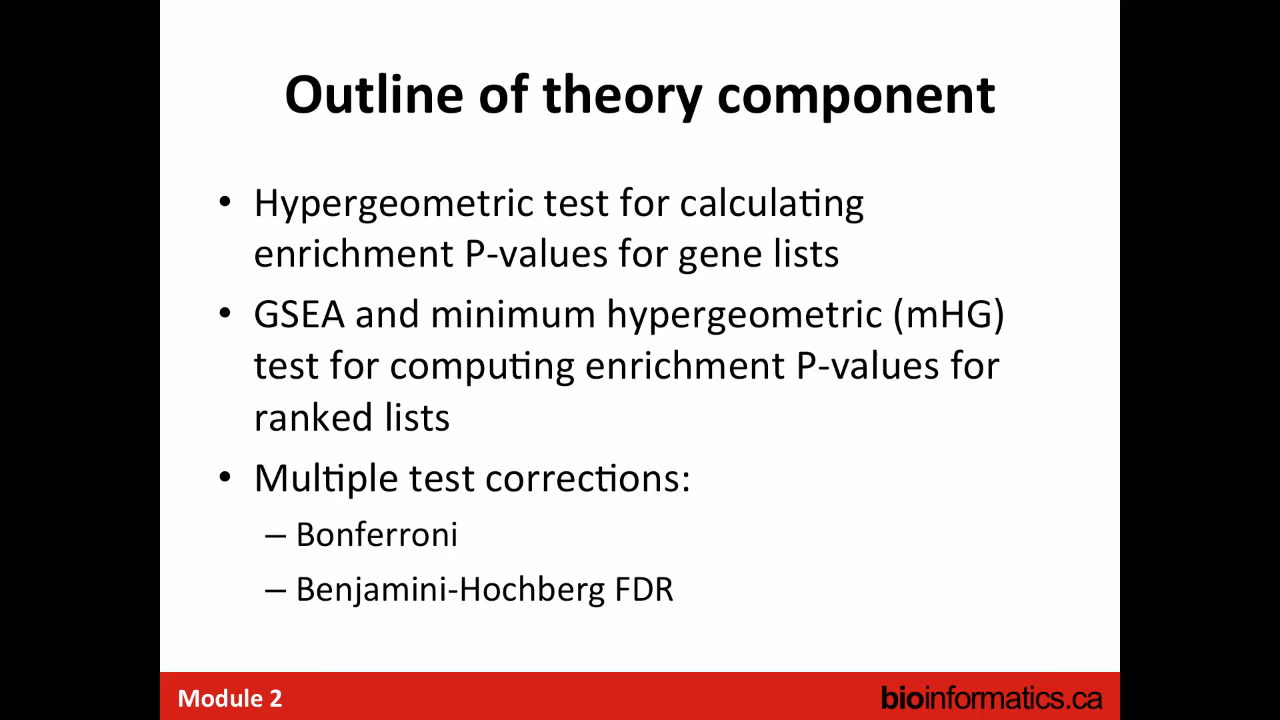 Outline of theory component
• Hypergeometric test for calculating
enrichment P-values for gene lists
• GSEA and minimum hypergeometric (mHG)
test for computing enrichment P-values for
ranked lists
• Multiple test corrections:
– Bonferroni
– Benjamini-Hochberg FDR
Module 2
bioinformatics.ca